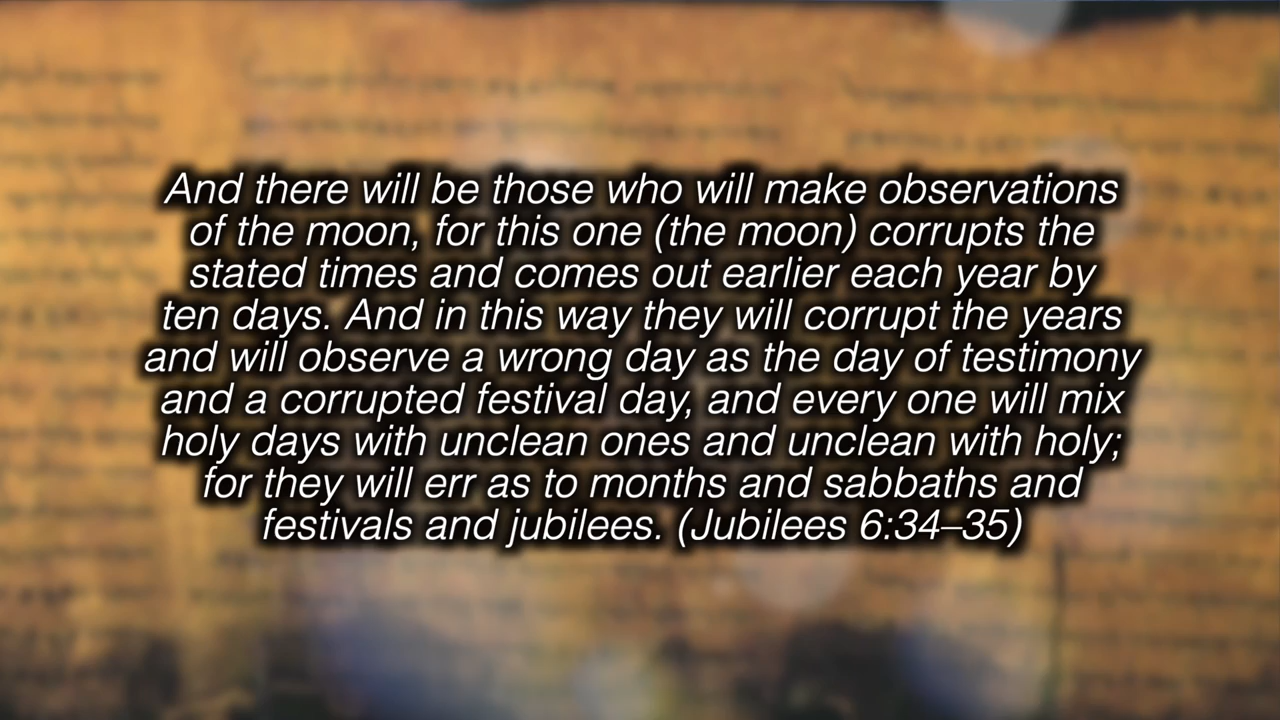 And there will be those who will make observations
of the moon, for this one (the moon) corrupts the
stated times and comes out earlier each year by
ten days. And in this way they will corrupt the years
and will observe a wrong day as the day of testimony
and a corrupted festival day, and every one will mix
holy days with unclean ones and unclean with holy;
for they will err as to months and sabbaths and
festivals and jubilees. (Jubilees 6:34–35)